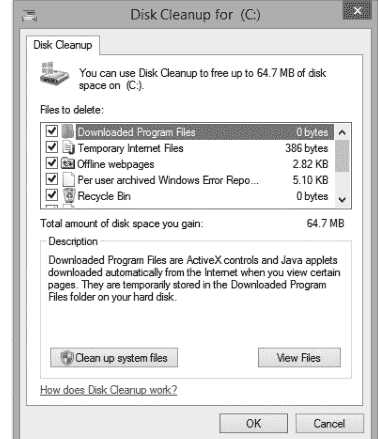 Disk Cleanup for (C:)
Disk Cleanup
You can use Disk Cleanup to free up to 64.7 MB of disk
space on (C:).
Files to delete:
Downloaded Program Files 0 bytes
Temporary Internet Files 386 bytes
Offline webpages 2.82 KB
Per user archived Windows Error Repo... 5.10 KB
Recycle Bin 0 bytes
Total amount of disk space you gain: 64.7 MB
Description
Downloaded Program Files are ActiveX controls and Java applets
downloaded automatically from the Internet when you view certain
pages. They are temporarily stored in the Downloaded Program
Files folder on your hard disk.
Clean up system files View Files
How does Disk Cleanup work?
OK Cancel